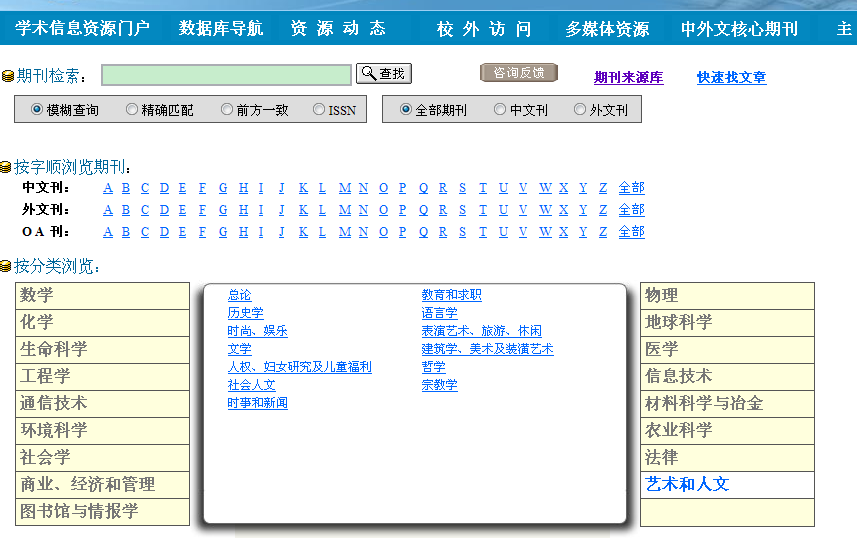 学术信息资源门户 数据库导航 资源动态 校外访问 多媒体资源 中外文核心期刊 主
期刊检索： 查找 咨询反馈 期刊来源库 快速找文章
模糊查询 精确匹配 前方一致 ISSN 全部期刊 中文刊 外文刊
按字顺浏览期刊：
中文刊： A B C D E F G H I J K L M N O P Q R S T U V W X Y Z 全部
外文刊： A B C D E F G H I J K L M N O P Q R S T U V W X Y Z 全部
OA 刊： A B C D E F G H I J K L M N O P Q R S T U V W X Y Z 全部
按分类浏览：
数学
化学
生命科学
工程学
通信技术
环境科学
社会学
商业、经济和管理
图书馆与情报学
总论 教育和求职
历史学 语言学
时尚、娱乐 表演艺术、旅游、休闲
文学 建筑学、美术及装潢艺术
人权、妇女研究及儿童福利 哲学
社会人文 宗教学
时事和新闻
物理
地球科学
医学
信息技术
材料科学与冶金
农业科学
法律
艺术和人文